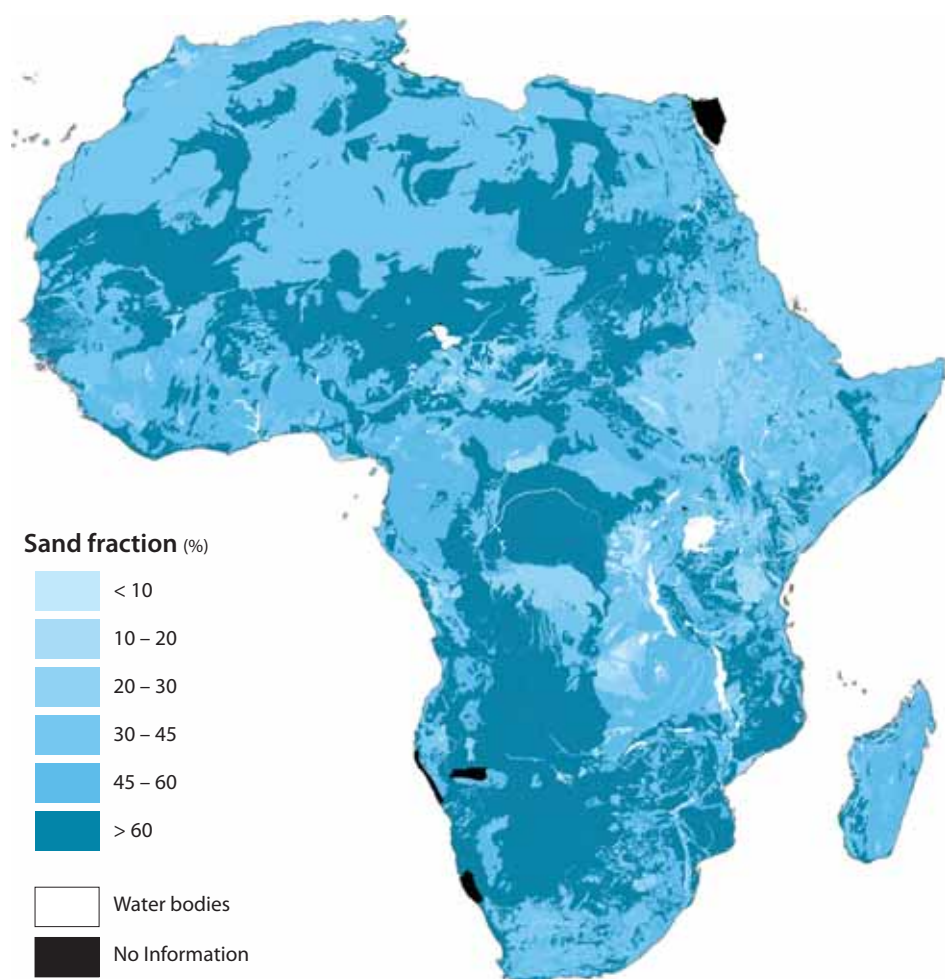 Sand fraction (%)
< 10
10 – 20
20 – 30
30 – 45
45 – 60
> 60
Water bodies
No Information